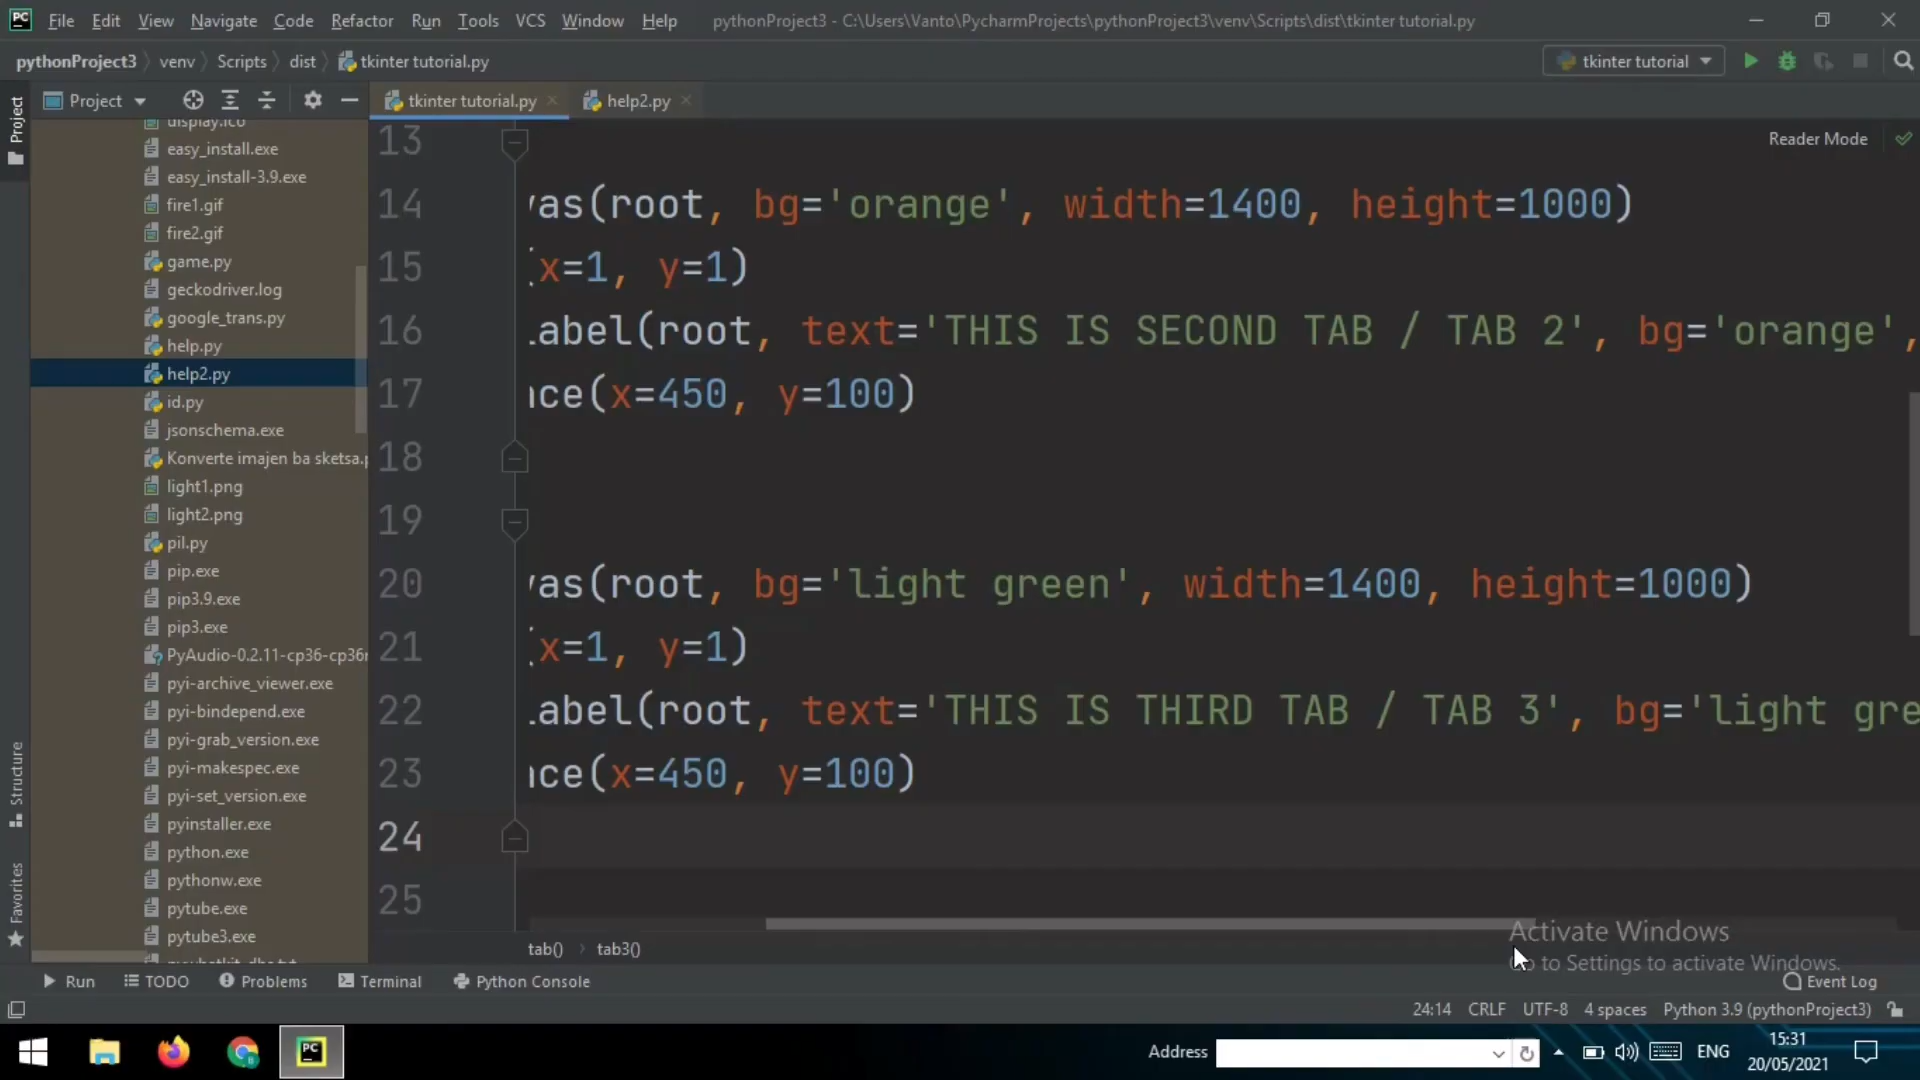 File Edit View Navigate Code Refactor Run Tools VCS Window Help pythonProject3 - C:\Users\Vanto\PycharmProjects\pythonProject3\venv\Scripts\dist\tkinter tutorial.py
pythonProject3 venv Scripts dist tkinter tutorial.py tkinter tutorial
Project tkinter tutorial.py help2.py
Project
Structure
Favorites
display.ico
easy_install.exe
easy_install-3.9.exe
fire1.gif
fire2.gif
game.py
geckodriver.log
google_trans.py
help.py
help2.py
id.py
jsonschema.exe
Konverte imajen ba sketsa.p
light1.png
light2.png
pil.py
pip.exe
pip3.9.exe
pip3.exe
PyAudio-0.2.11-cp36-cp36
pyi-archive_viewer.exe
pyi-bindepend.exe
pyi-grab_version.exe
pyi-makespec.exe
pyi-set_version.exe
pyinstaller.exe
python.exe
pythonw.exe
pytube.exe
pytube3.exe
Reader Mode
13
14 as(root, bg='orange', width=1400, height=1000)
15 (x=1, y=1)
16 abel(root, text='THIS IS SECOND TAB / TAB 2', bg='orange',
17 ce(x=450, y=100)
18
19
20 as(root, bg='light green', width=1400, height=1000)
21 (x=1, y=1)
22 abel(root, text='THIS IS THIRD TAB / TAB 3', bg='light gre
23 ce(x=450, y=100)
24
25
Activate Windows
Go to Settings to activate Windows.
tab() tab3()
Run TODO Problems Terminal Python Console Event Log
24:14 CRLF UTF-8 4 spaces Python 3.9 (pythonProject3)
Address ENG 15:31
20/05/2021